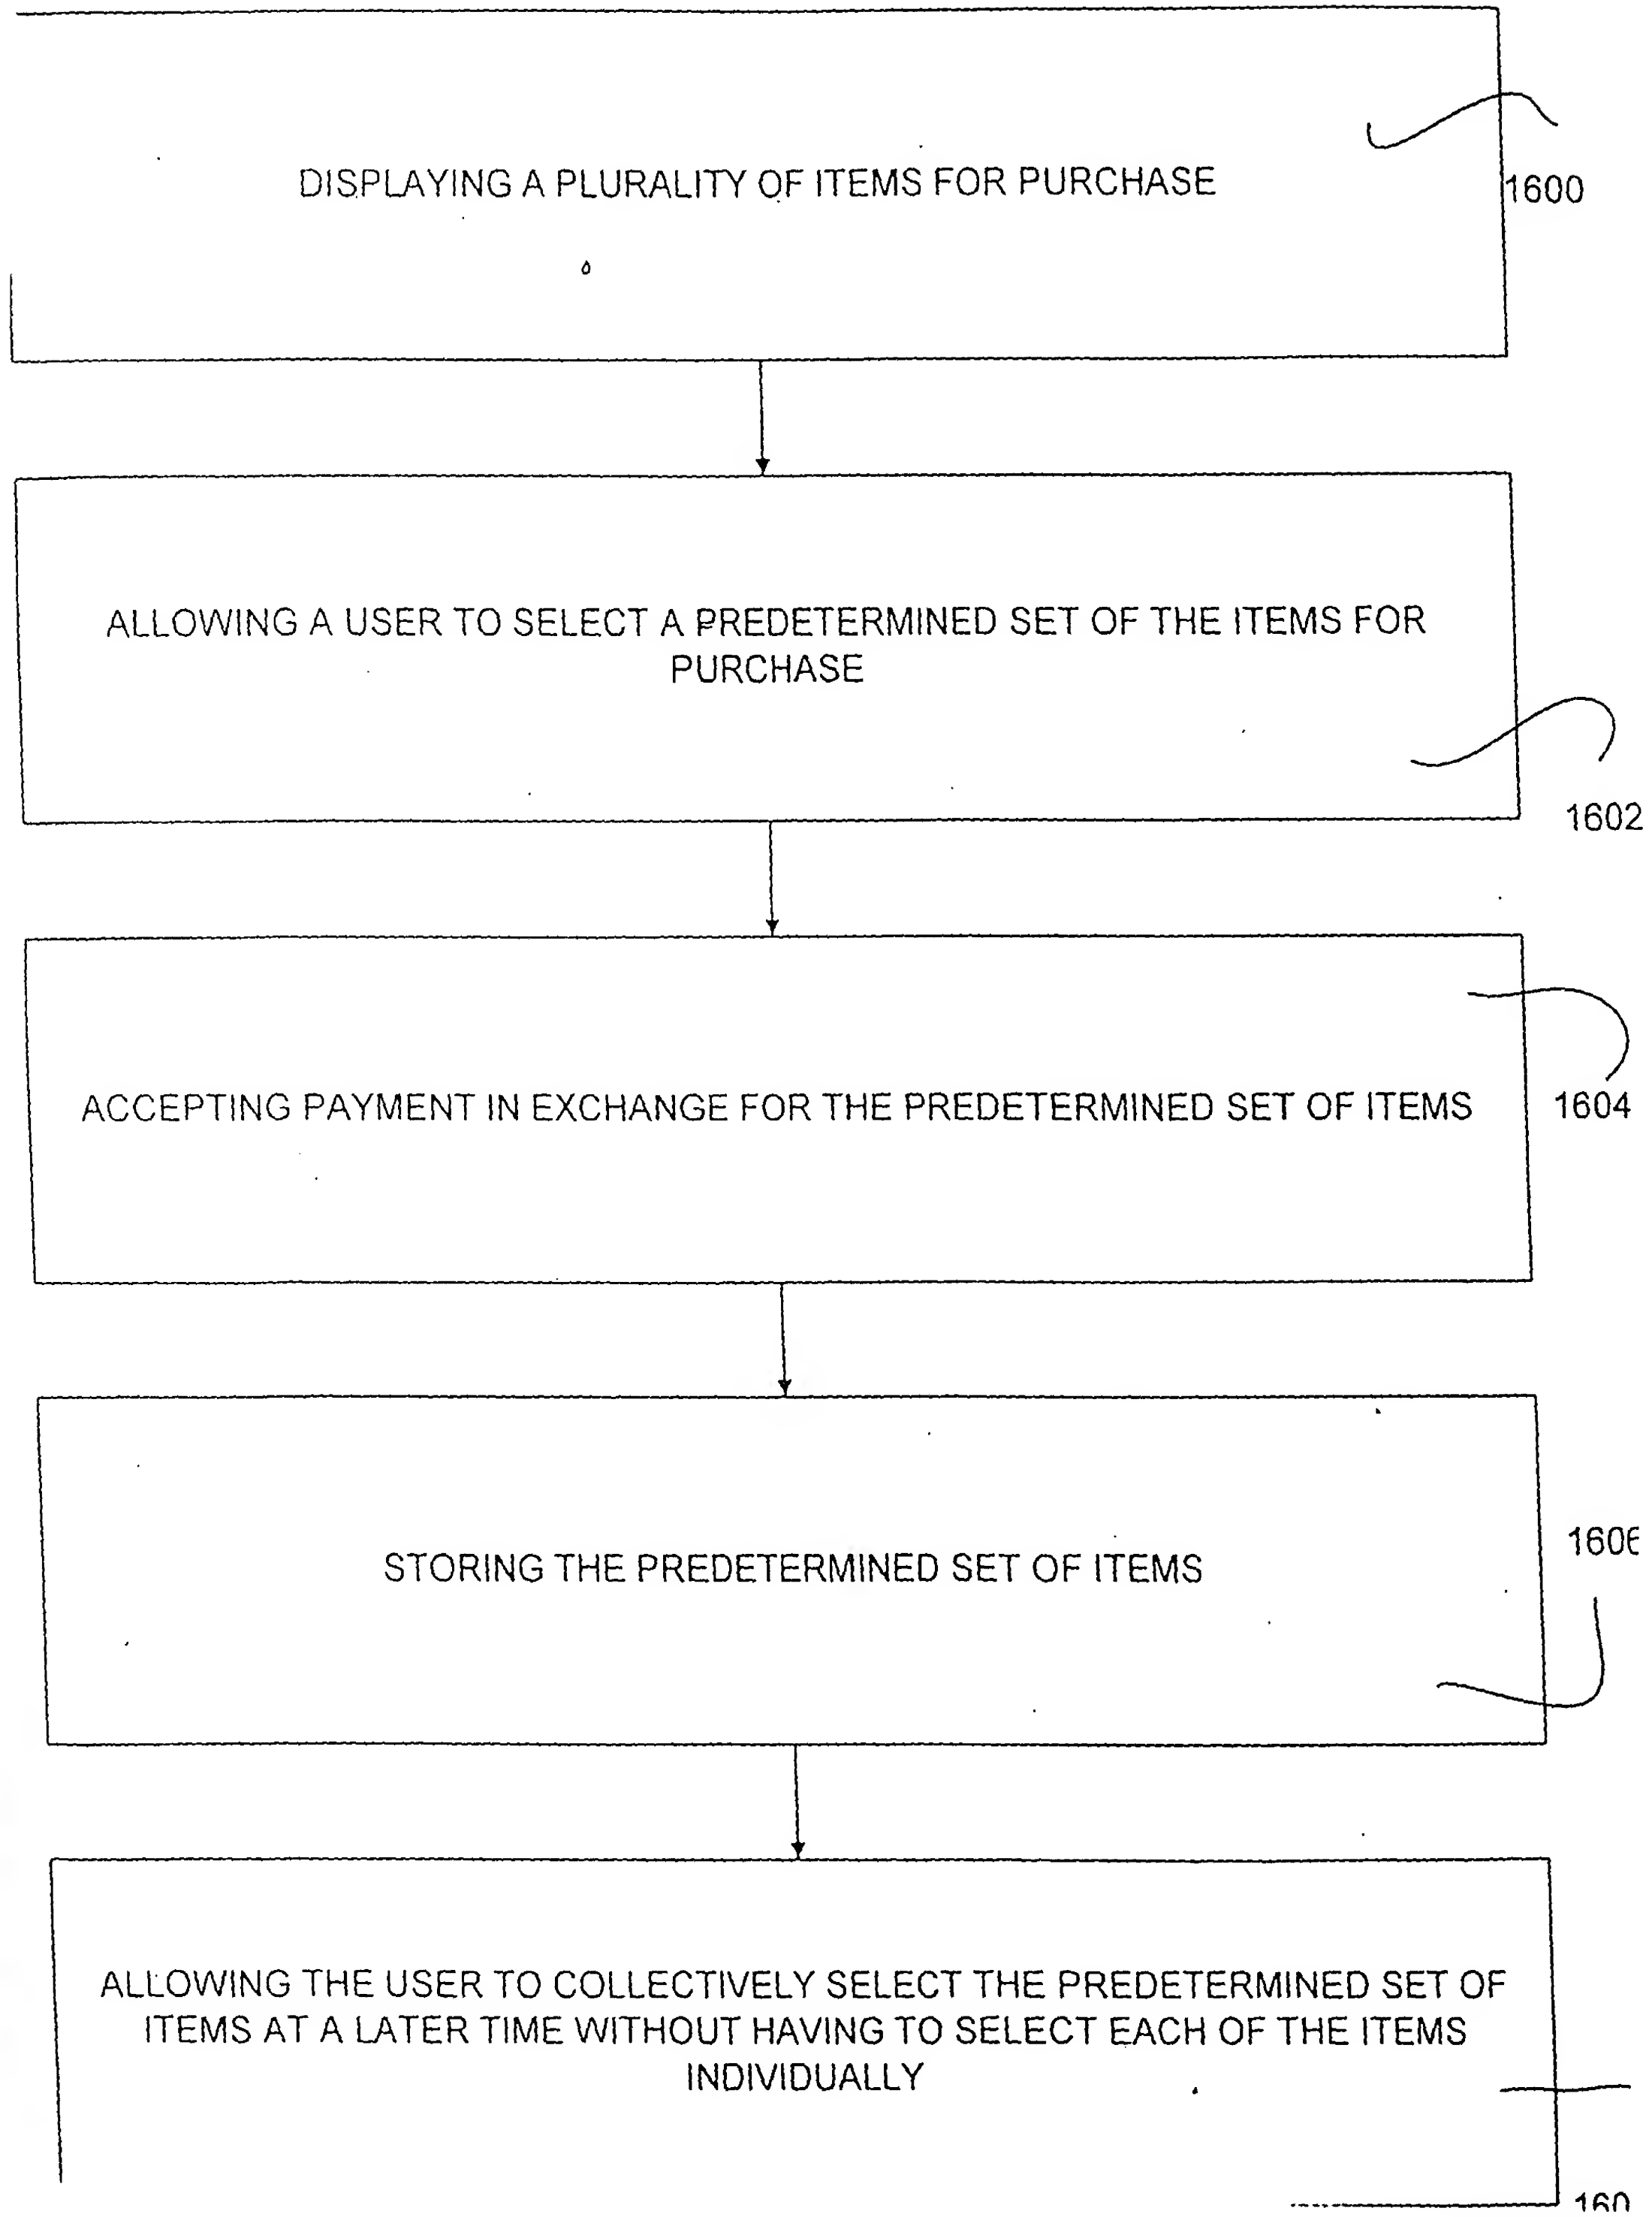 DISPLAYING A PLURALITY OF ITEMS FOR PURCHASE
1600
ALLOWING A USER TO SELECT A PREDETERMINED SET OF THE ITEMS FOR
PURCHASE
1602
ACCEPTING PAYMENT IN EXCHANGE FOR THE PREDETERMINED SET OF ITEMS
1604
STORING THE PREDETERMINED SET OF ITEMS
1606
ALLOWING THE USER TO COLLECTIVELY SELECT THE PREDETERMINED SET OF
ITEMS AT A LATER TIME WITHOUT HAVING TO SELECT EACH OF THE ITEMS
INDIVIDUALLY